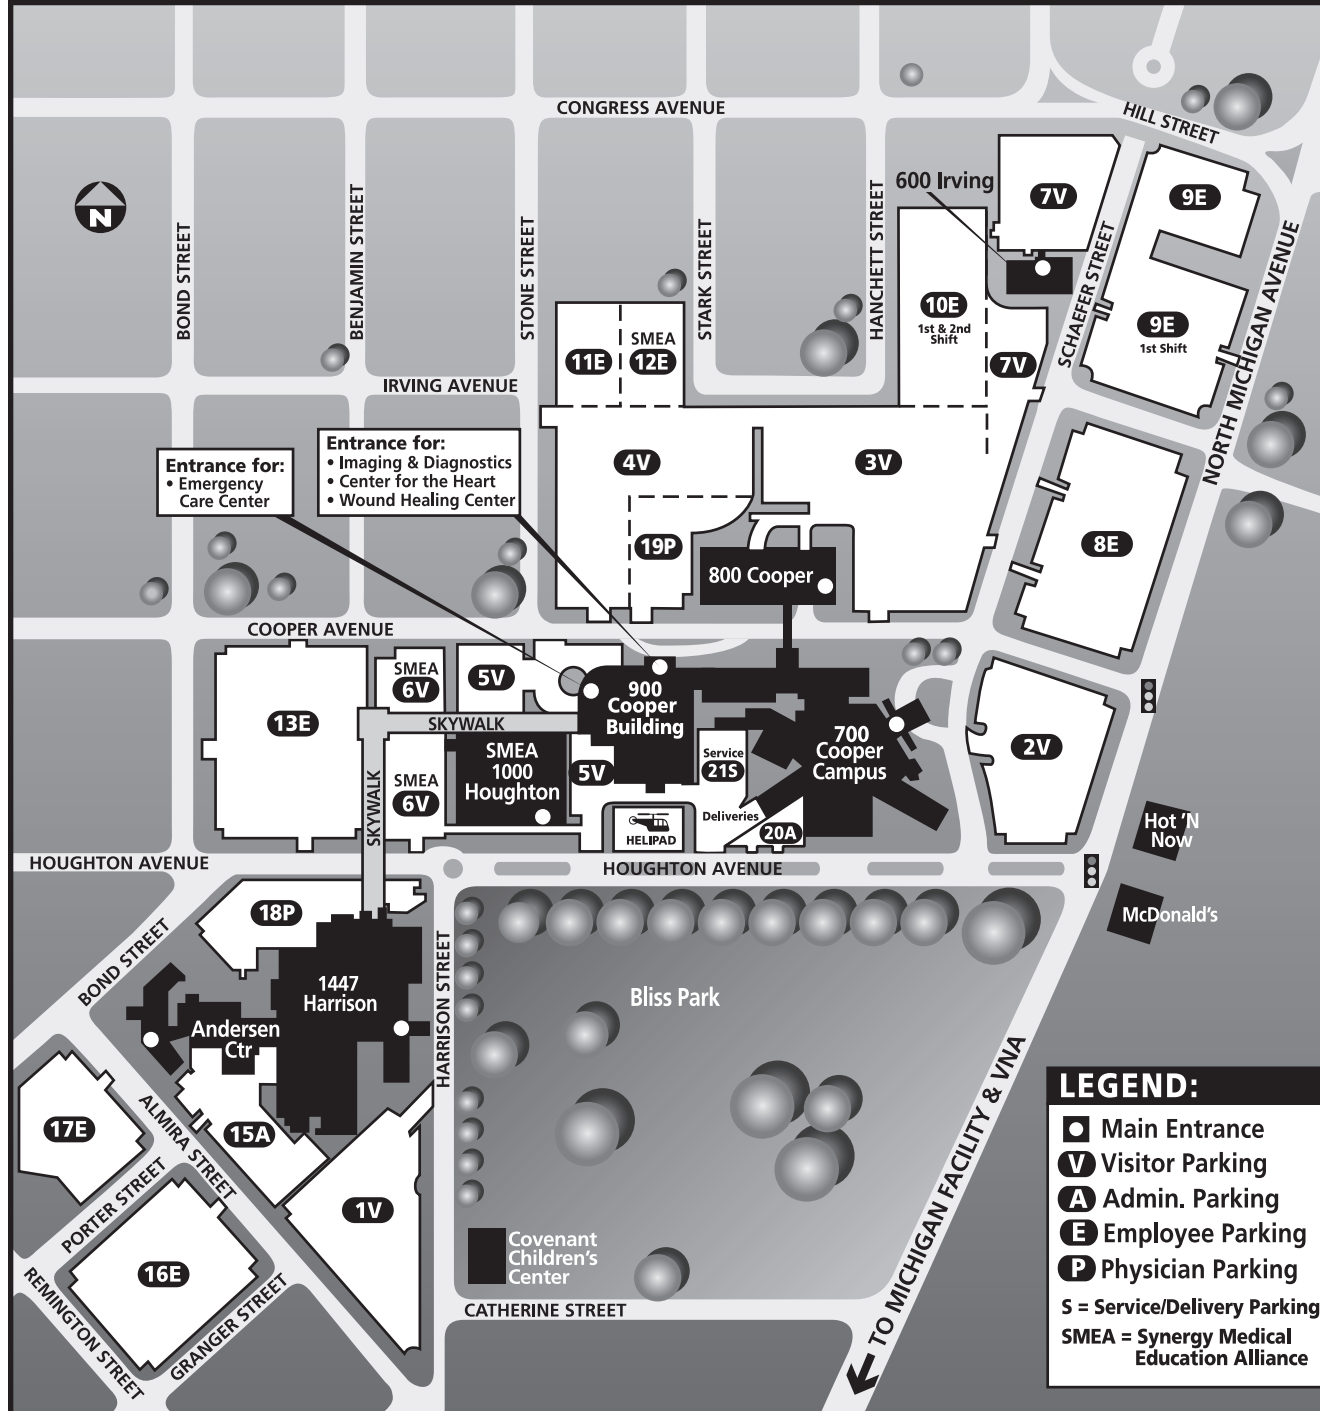 CONGRESS AVENUE
HILL STREET
N
BOND STREET
BENJAMIN STREET
STONE STREET
STARK STREET
HANCHETT STREET
SCHAEFER STREET
NORTH MICHIGAN AVENUE
600 Irving
7V
9E
10E
1st & 2nd
Shift
9E
1st Shift
SMEA
11E
12E
7V
IRVING AVENUE
Entrance for:
• Emergency
Care Center
Entrance for:
• Imaging & Diagnostics
• Center for the Heart
• Wound Healing Center
4V
3V
19P
8E
800 Cooper
COOPER AVENUE
SMEA
6V
5V
900
Cooper
Building
13E
SKYWALK
SMEA
1000
Houghton
5V
Service
21S
700
Cooper
Campus
2V
SMEA
6V
SKYWALK
Deliveries
HELIPAD
20A
Hot 'N
Now
HOUGHTON AVENUE
HOUGHTON AVENUE
McDonald's
18P
BOND STREET
1447
Harrison
HARRISON STREET
Bliss Park
Andersen
Ctr
17E
ALMIRA STREET
15A
PORTER STREET
1V
16E
REMINGTON STREET
GRANGER STREET
Covenant
Children's
Center
CATHERINE STREET
TO MICHIGAN FACILITY & VNA
LEGEND:
Main Entrance
V Visitor Parking
A Admin. Parking
E Employee Parking
P Physician Parking
S = Service/Delivery Parking
SMEA = Synergy Medical
Education Alliance